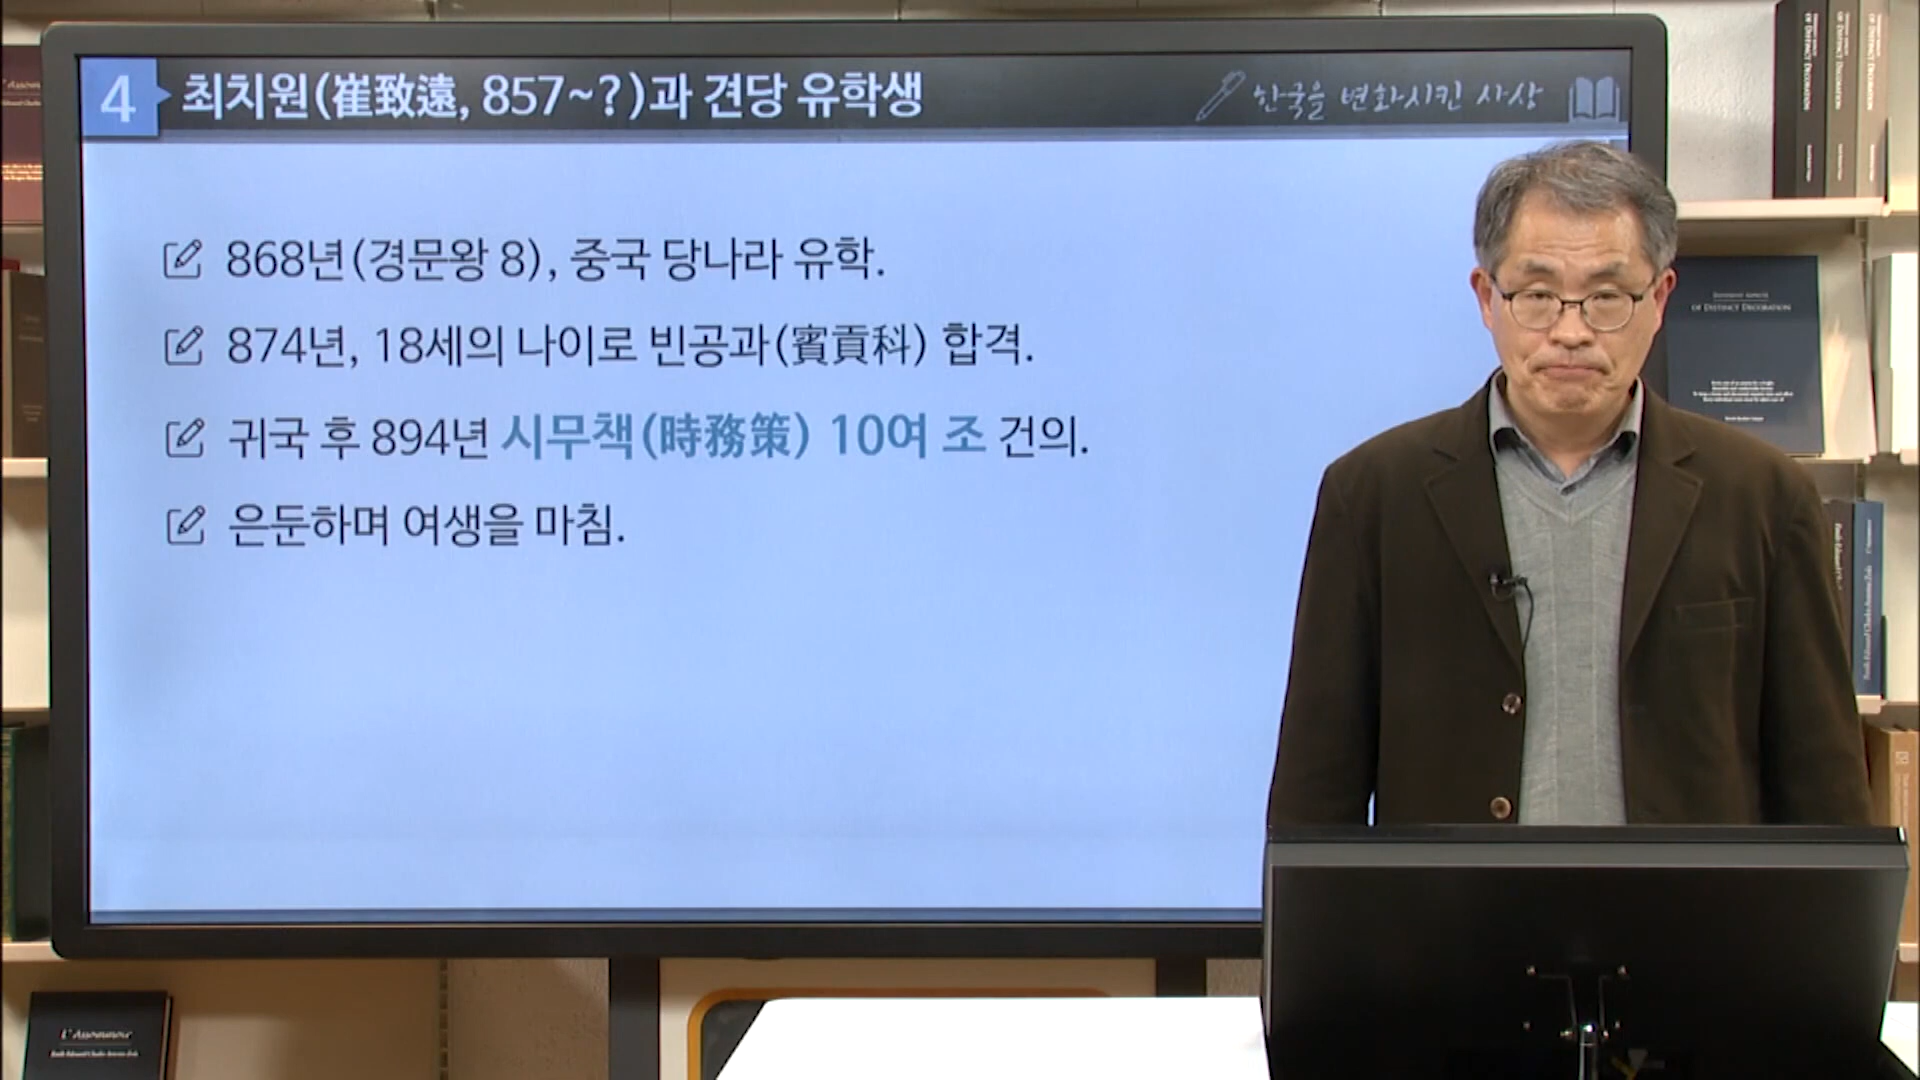 4 최치원(崔致遠, 857~?)과 견당 유학생
한국을 변화시킨 사상
868년(경문왕 8), 중국 당나라 유학.
874년, 18세의 나이로 빈공과(賓貢科) 합격.
귀국 후 894년 시무책(時務策) 10여 조 건의.
은둔하며 여생을 마침.
OF DISTINCT DECORATION